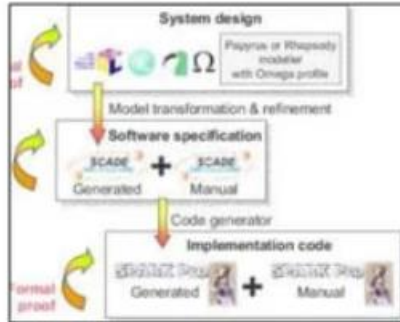 System design
Papyrus or Rhapsody
modeller
with Omega profile
Ω
Model transformation & refinement
Software specification
SCADE + SCADE
Generated Manual
Code generator
Implementation code
+
Generated Manual
Formal
proof